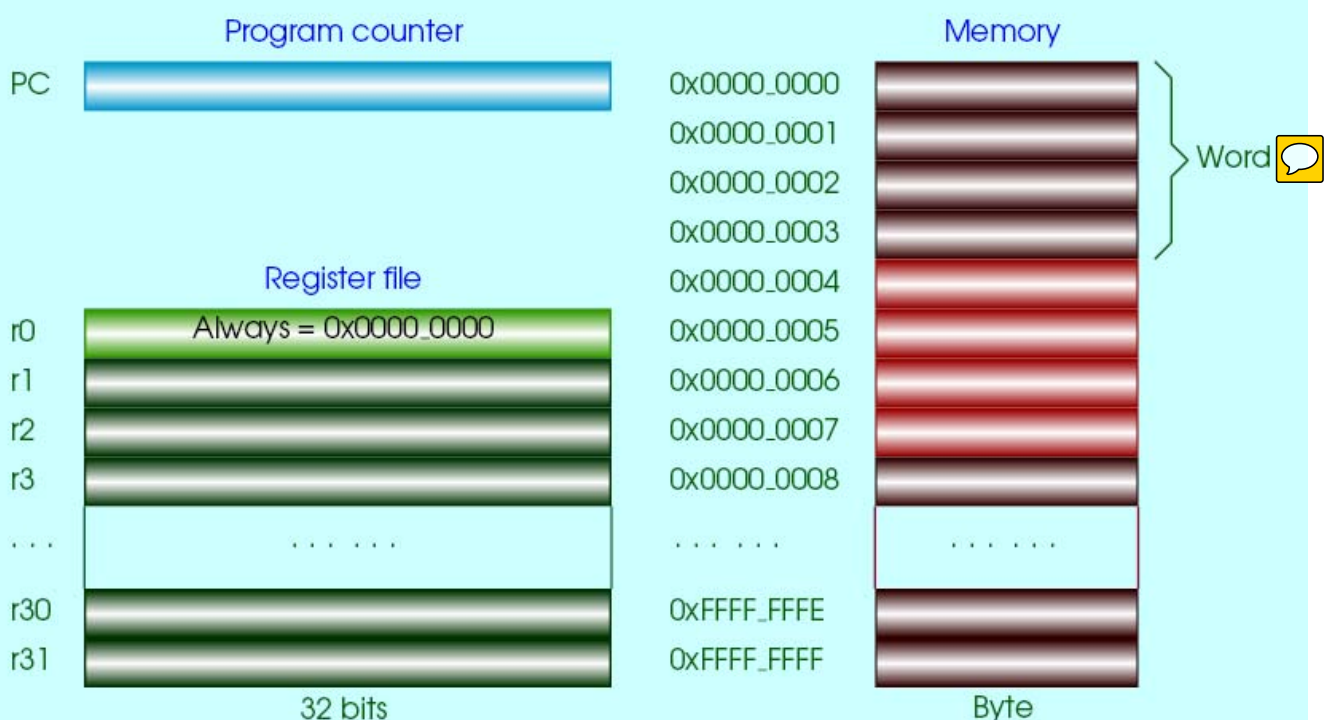 Program counter
PC
Register file
r0 Always = 0x0000_0000
r1
r2
r3
. . . . . . . . .
r30
r31
32 bits
Memory
0x0000_0000
0x0000_0001
0x0000_0002
0x0000_0003
Word
0x0000_0004
0x0000_0005
0x0000_0006
0x0000_0007
0x0000_0008
. . . . . . . . . . . .
0xFFFF_FFFE
0xFFFF_FFFF
Byte